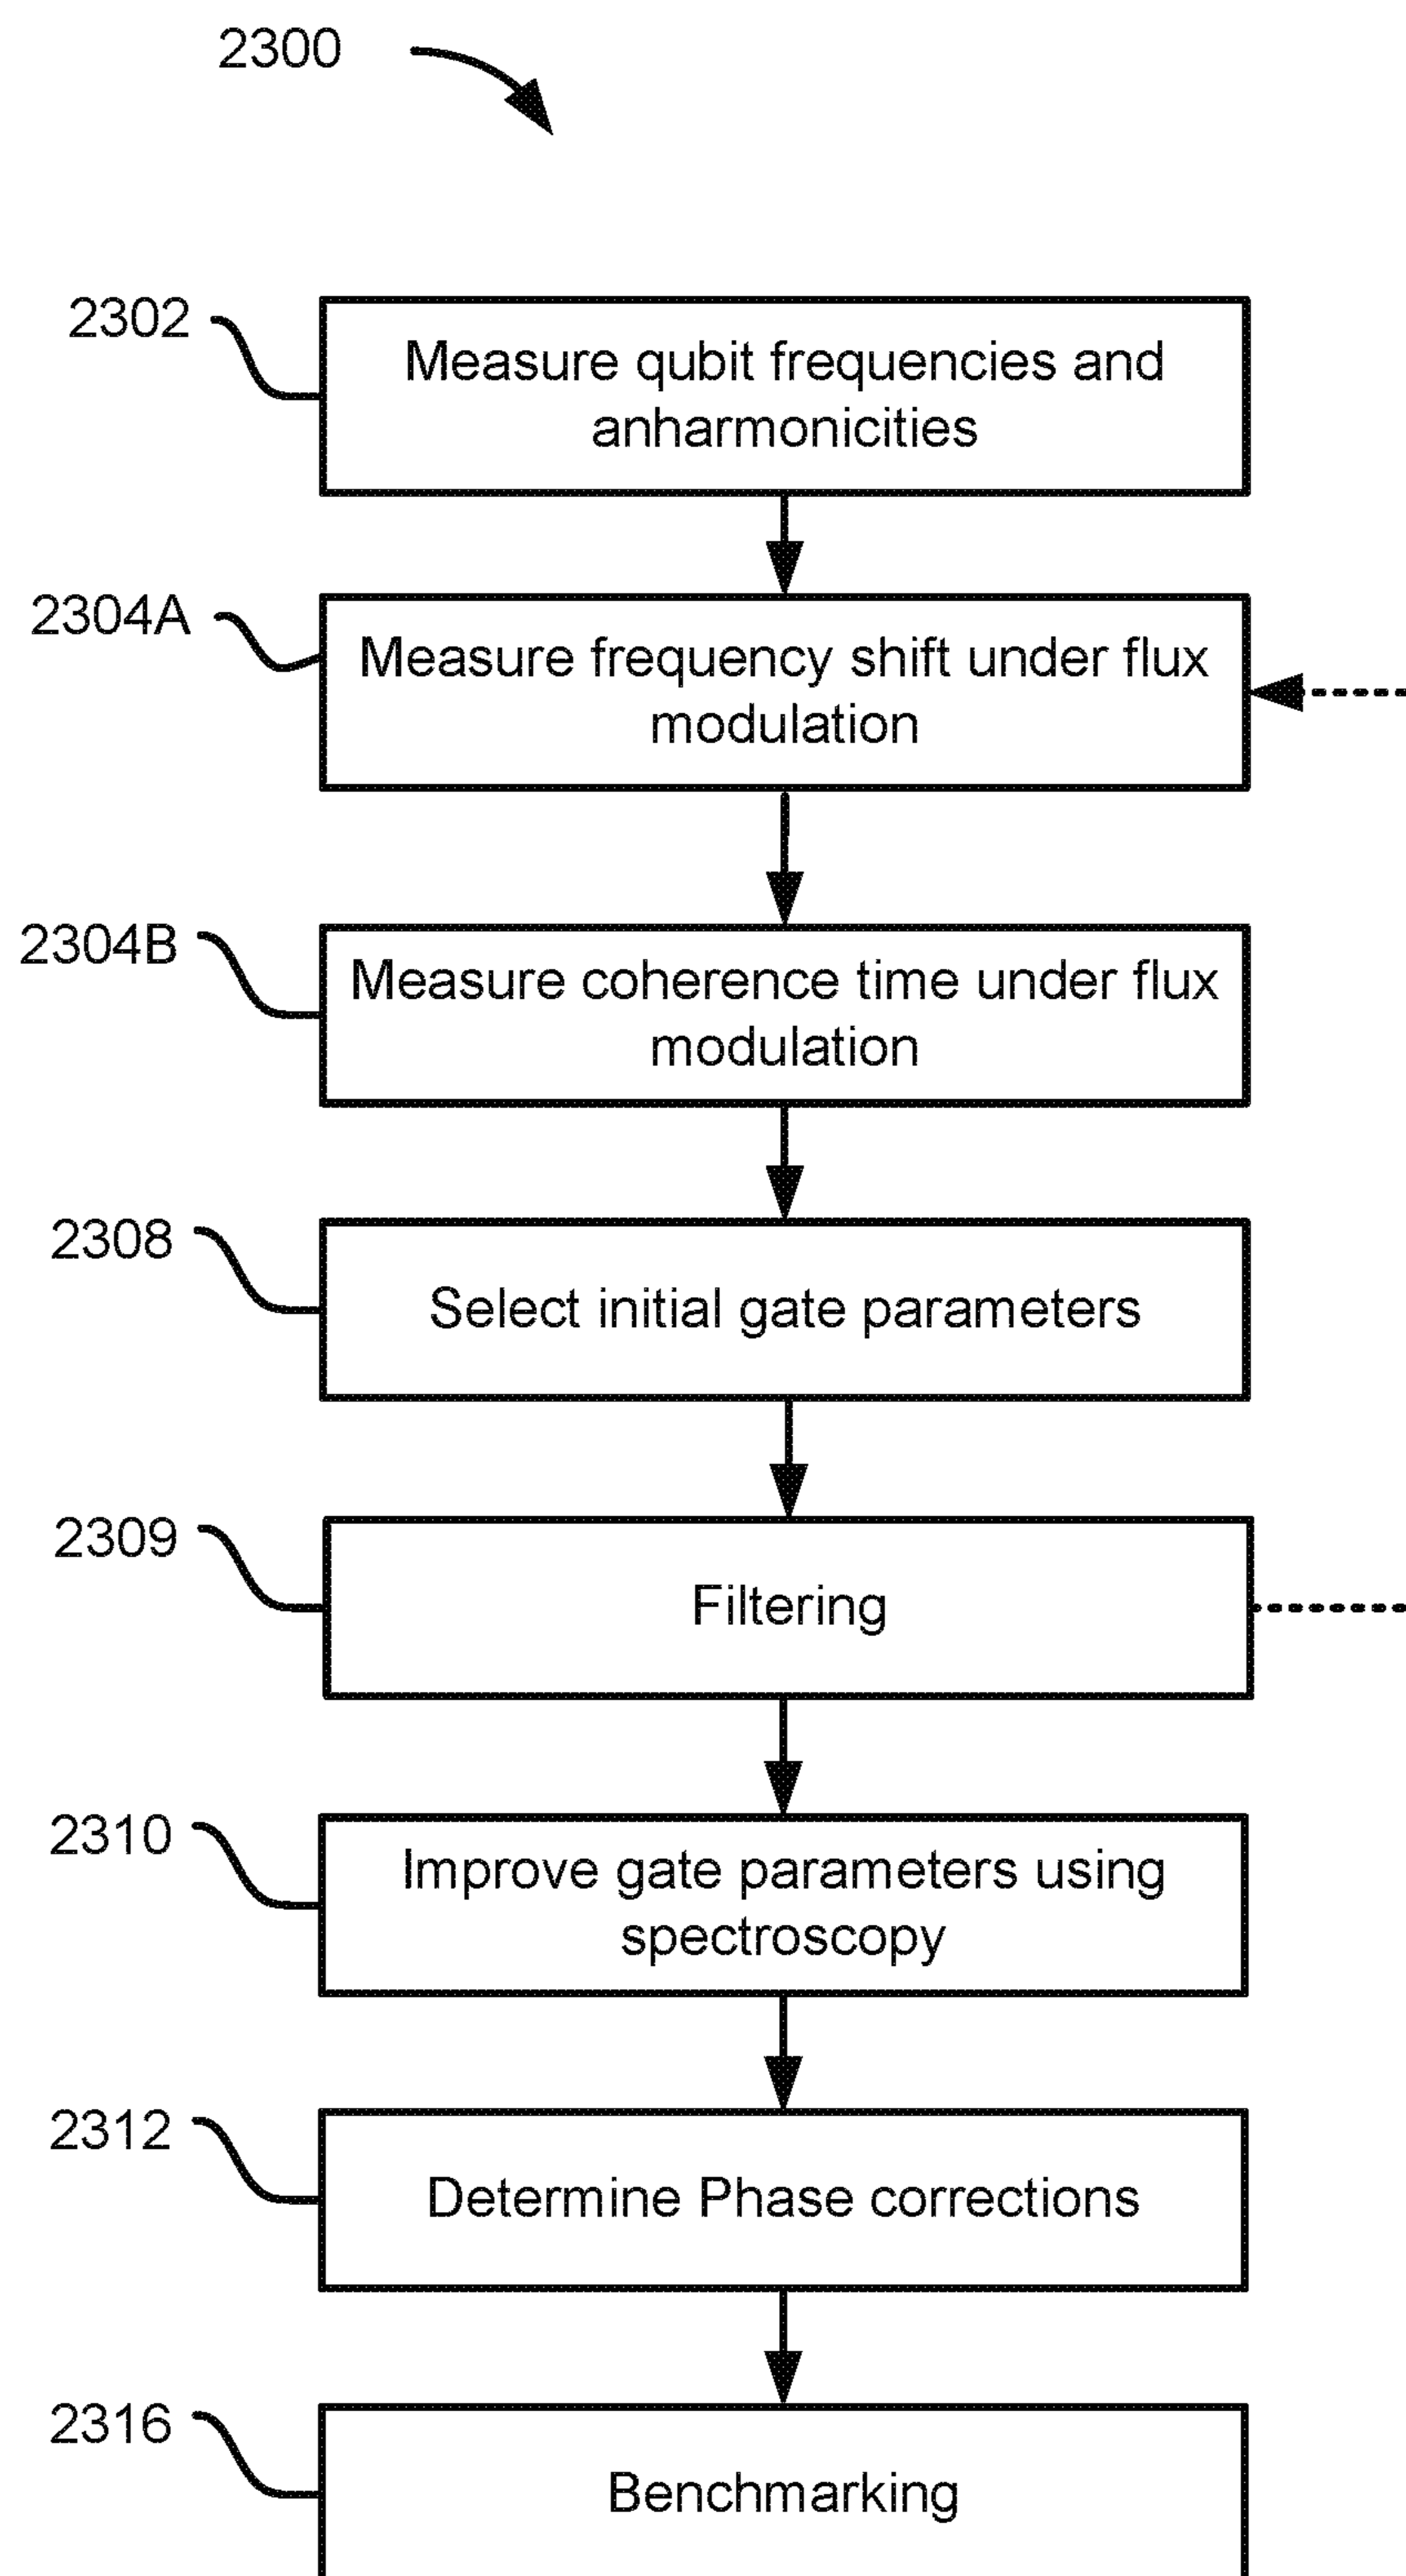 2300
2302
Measure qubit frequencies and
anharmonicities
2304A
Measure frequency shift under flux
modulation
2304B
Measure coherence time under flux
modulation
2308
Select initial gate parameters
2309
Filtering
2310
Improve gate parameters using
spectroscopy
2312
Determine Phase corrections
2316
Benchmarking